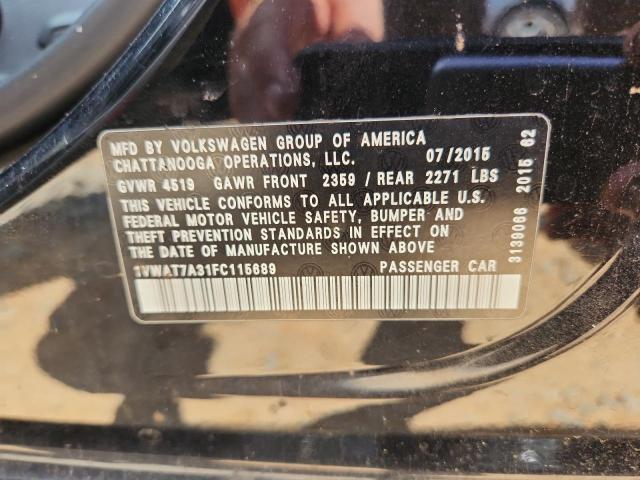 MFD BY VOLKSWAGEN GROUP OF AMERICA
CHATTANOOGA OPERATIONS, LLC. 07/2015
GVWR 4519 GAWR FRONT 2359 / REAR 2271 LBS
THIS VEHICLE CONFORMS TO ALL APPLICABLE U.S.
FEDERAL MOTOR VEHICLE SAFETY, BUMPER AND
THEFT PREVENTION STANDARDS IN EFFECT ON
THE DATE OF MANUFACTURE SHOWN ABOVE
1VWAT7A31FC115689 PASSENGER CAR
3139066 2015 62